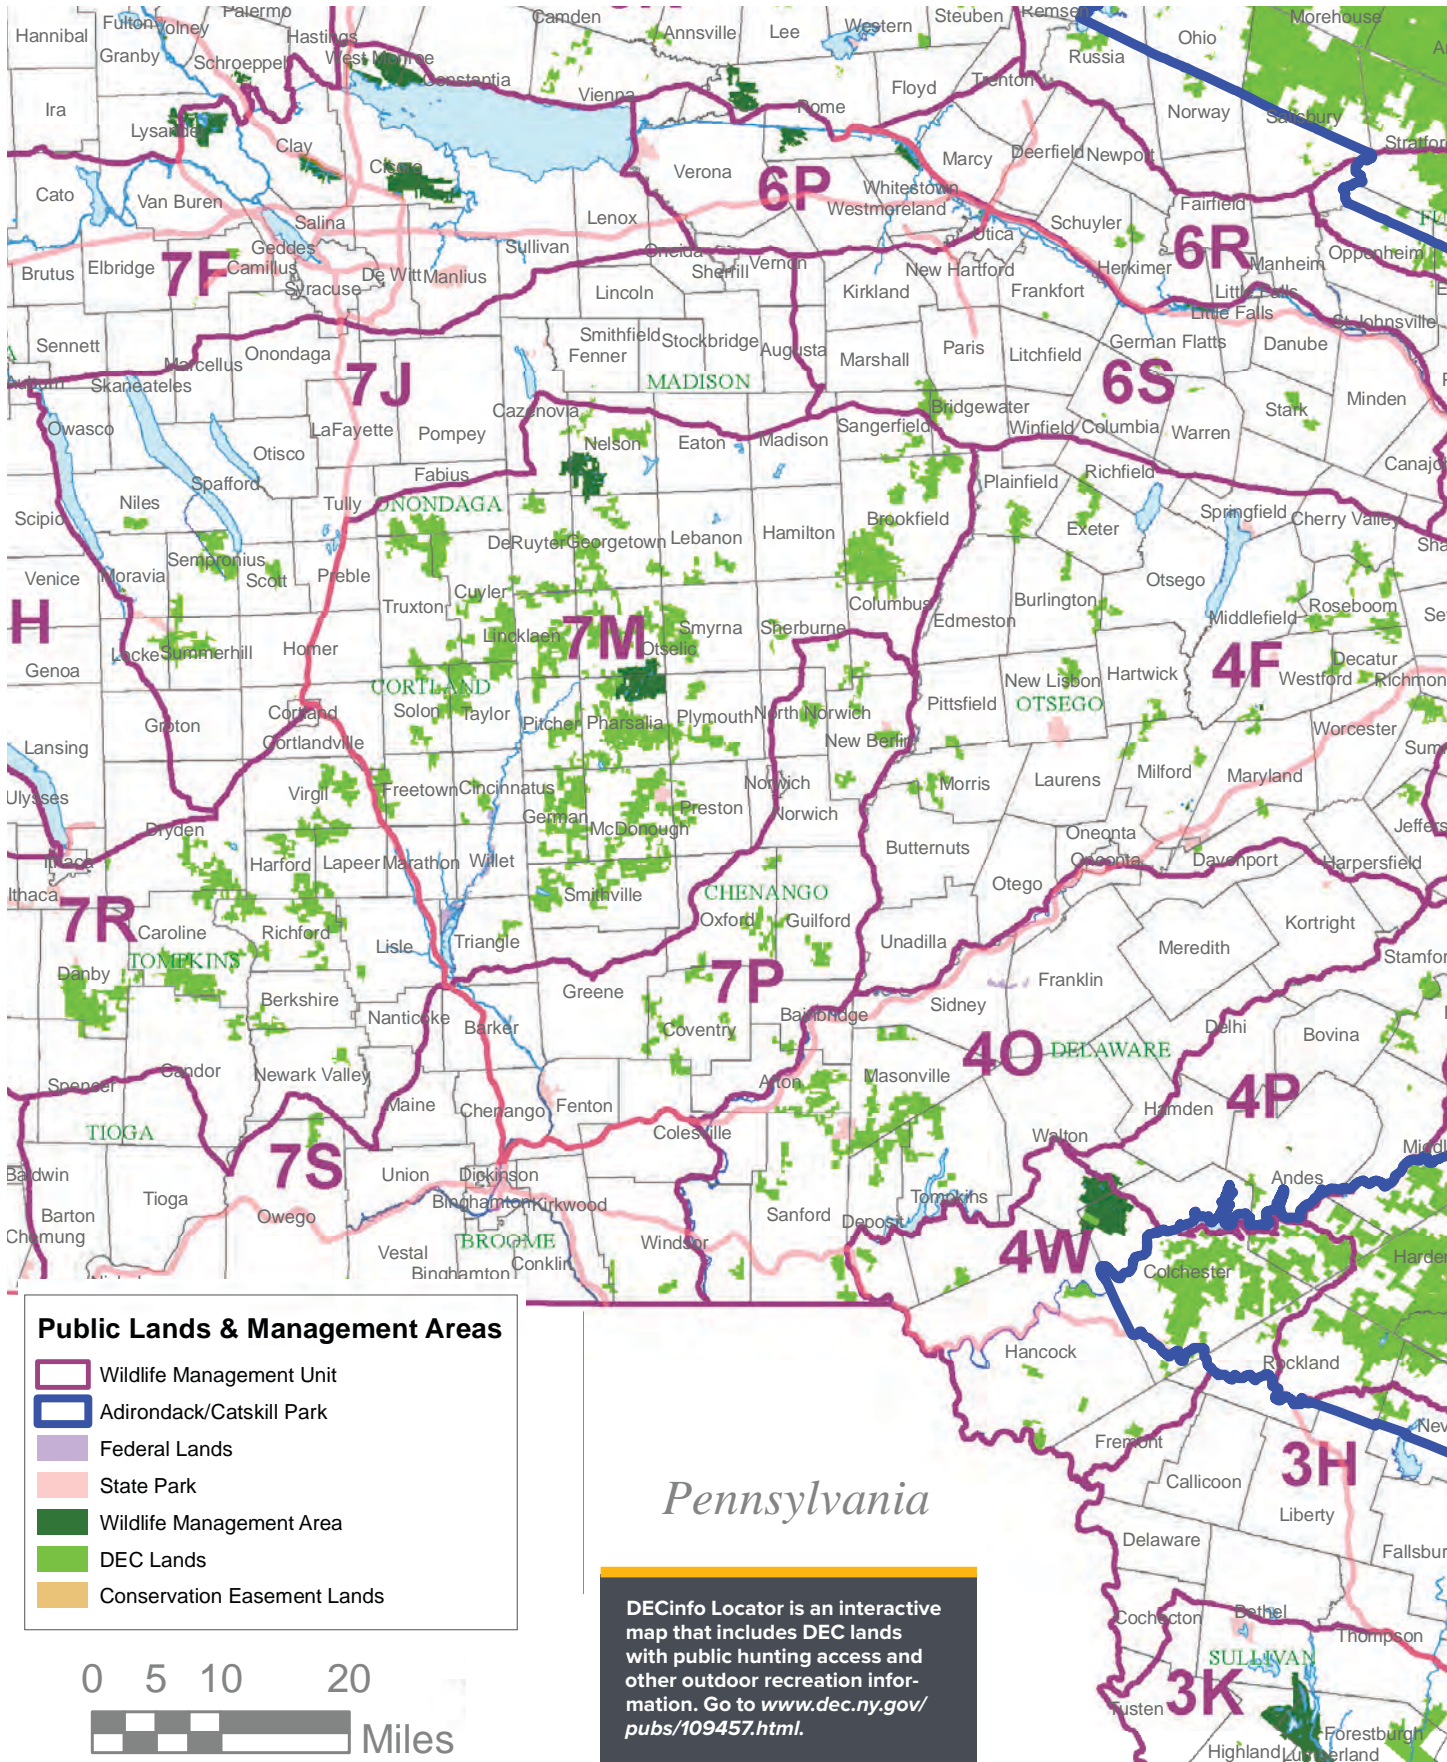 Hannibal
Fulton
Volney
Palermo
Granby
Hastings
Schroeppel
West Monroe
Constantia
Camden
Annsville
Lee
Western
Steuben
Remsen
Russia
Ohio
Morehouse
Ira
Lysander
Clay
Cicero
Vienna
Rome
Floyd
Trenton
Norway
Salisbury
Stratford
Cato
Van Buren
Salina
Verona
6P
Marcy
Deerfield
Newport
Whitestown
Westmoreland
Lenox
Schuyler
Fairfield
Utica
6R
Brutus
Elbridge
7F
Geddes
Camillus
Syracuse
De Witt
Manlius
Sullivan
Oneida
Sherrill
Vernon
New Hartford
Kirkland
Frankfort
Herkimer
Manheim
Oppenheim
Little Falls
Little Falls
St Johnsville
Lincoln
Sennett
Marcellus
Onondaga
Smithfield
Fenner
Stockbridge
Augusta
Marshall
Paris
Litchfield
German Flatts
Danube
Auburn
Skaneateles
7J
MADISON
6S
Minden
Owasco
LaFayette
Pompey
Cazenovia
Nelson
Eaton
Madison
Sangerfield
Bridgewater
Winfield
Columbia
Warren
Stark
Otisco
Spafford
Fabius
Tully
ONONDAGA
Niles
Scipio
Plainfield
Richfield
Springfield
Cherry Valley
Exeter
Sempronius
Scott
Preble
DeRuyter
Georgetown
Lebanon
Hamilton
Brookfield
Venice
Moravia
Cuyler
Truxton
Otsego
H
Columbus
Edmeston
Burlington
Middlefield
Roseboom
Lincklaen
7M
Smyrna
Sherburne
Otselic
Genoa
Locke
Summerhill
Homer
4F
Decatur
Westford
Hartwick
New Lisbon
OTSEGO
Pittsfield
CORTLAND
Solon
Taylor
Pitcher
Pharsalia
Plymouth
North Norwich
New Berlin
Groton
Cortland
Cortlandville
Worcester
Lansing
Ulysses
Virgil
Freetown
Cincinnatus
German
McDonough
Preston
Norwich
Norwich
Morris
Laurens
Milford
Maryland
Dryden
Ithaca
Ithaca
Harford
Lapeer
Marathon
Willet
Smithville
Butternuts
Oneonta
Oneonta
Davenport
Harpersfield
Otego
CHENANGO
Oxford
Guilford
7R
Caroline
TOMPKINS
Richford
Lisle
Triangle
Unadilla
Meredith
Kortright
Danby
Berkshire
Greene
7P
Franklin
Sidney
Nanticoke
Barker
Coventry
Bainbridge
4O
DELAWARE
Delhi
Bovina
Spencer
Candor
Newark Valley
Afton
Masonville
4P
Maine
Chenango
Fenton
Colesville
Hamden
Walton
TIOGA
7S
Baldwin
Union
Dickinson
Tioga
Binghamton
Kirkwood
Tompkins
Andes
Barton
Chemung
Owego
Sanford
Deposit
BROOME
Vestal
Binghamton
Conklin
Windsor
4W
Colchester
Hancock
Rockland
Fremont
3H
Callicoon
Liberty
Delaware
Cochecton
Bethel
Thompson
SULLIVAN
3K
Tusten
Highland
Lumberland
Forestburgh
Pennsylvania
Public Lands & Management Areas
Wildlife Management Unit
Adirondack/Catskill Park
Federal Lands
State Park
Wildlife Management Area
DEC Lands
Conservation Easement Lands
0 5 10 20
Miles
DECinfo Locator is an interactive
map that includes DEC lands
with public hunting access and
other outdoor recreation infor-
mation. Go to www.dec.ny.gov/
pubs/109457.html.